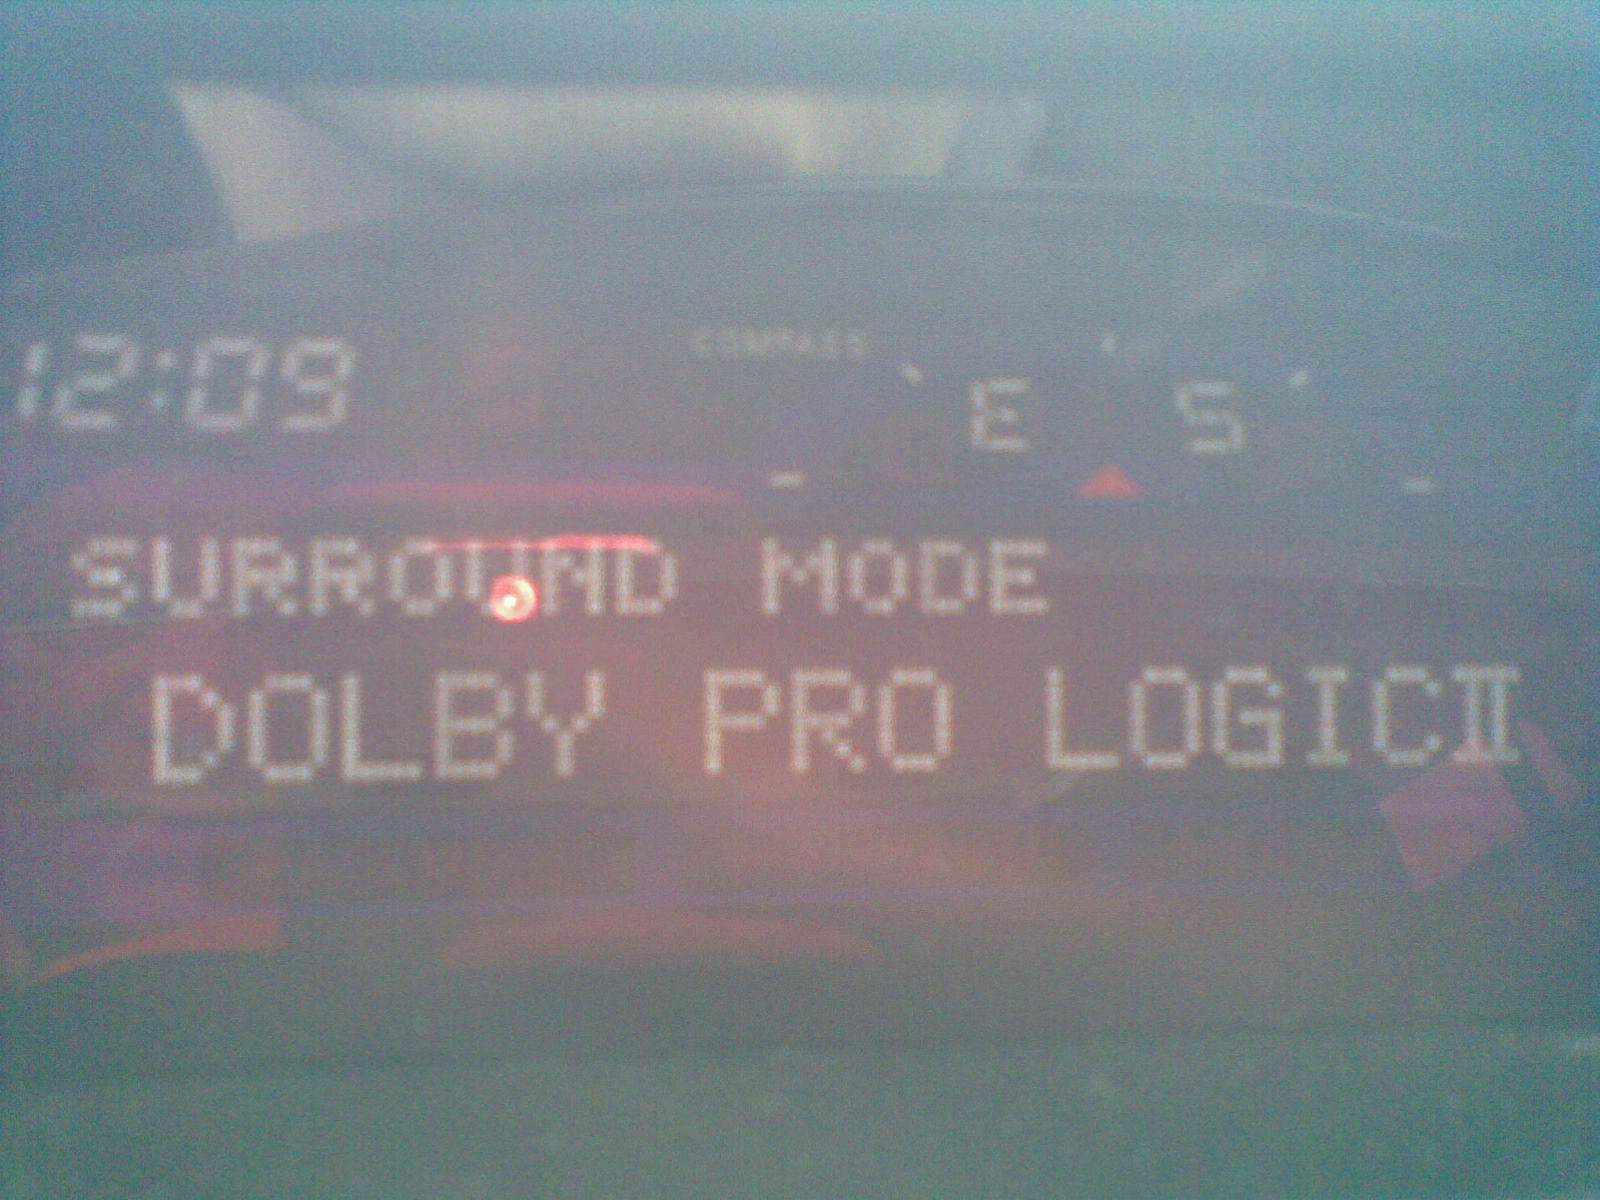 12:09
COMPASS
E S
SURROUND MODE
DOLBY PRO LOGICⅡ